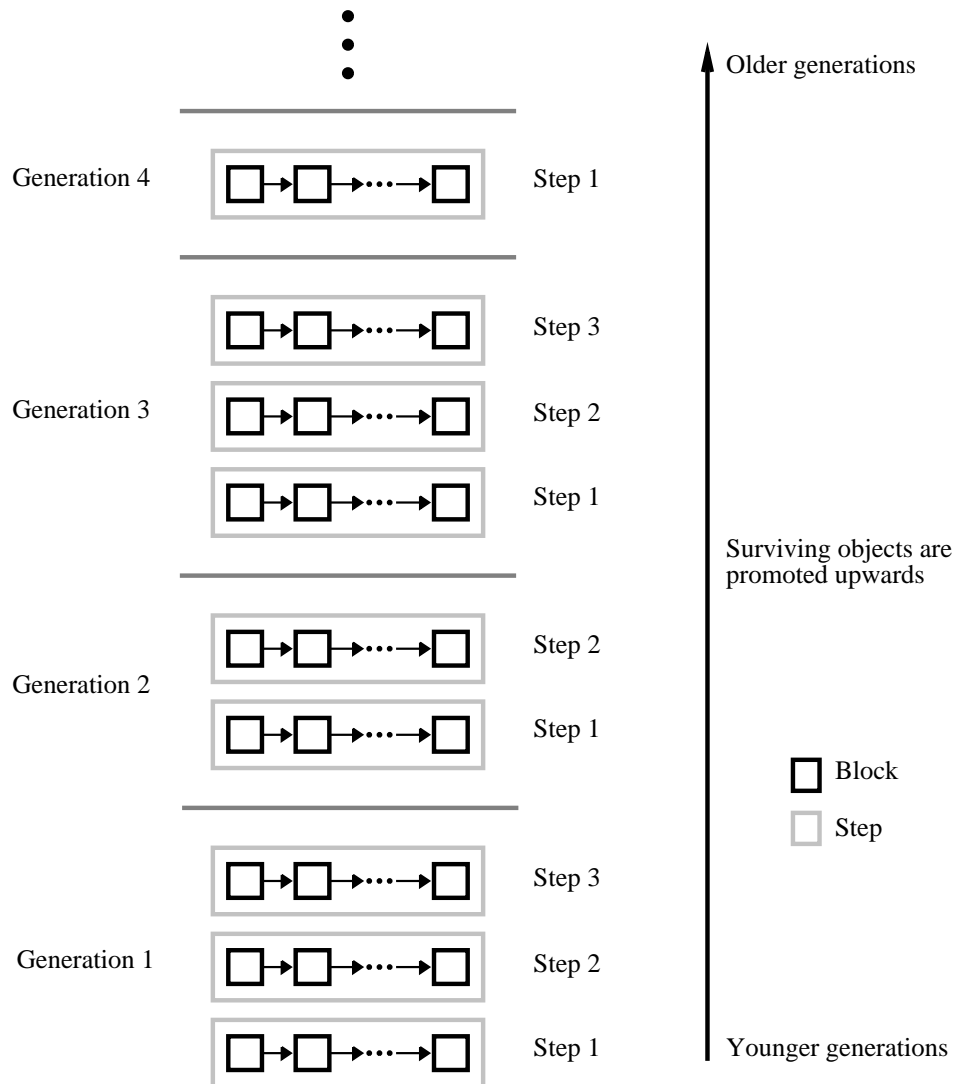 Older generations
Generation 4
Step 1
Step 3
Generation 3
Step 2
Step 1
Surviving objects are
promoted upwards
Step 2
Generation 2
Step 1
Block
Step
Step 3
Generation 1
Step 2
Step 1
Younger generations